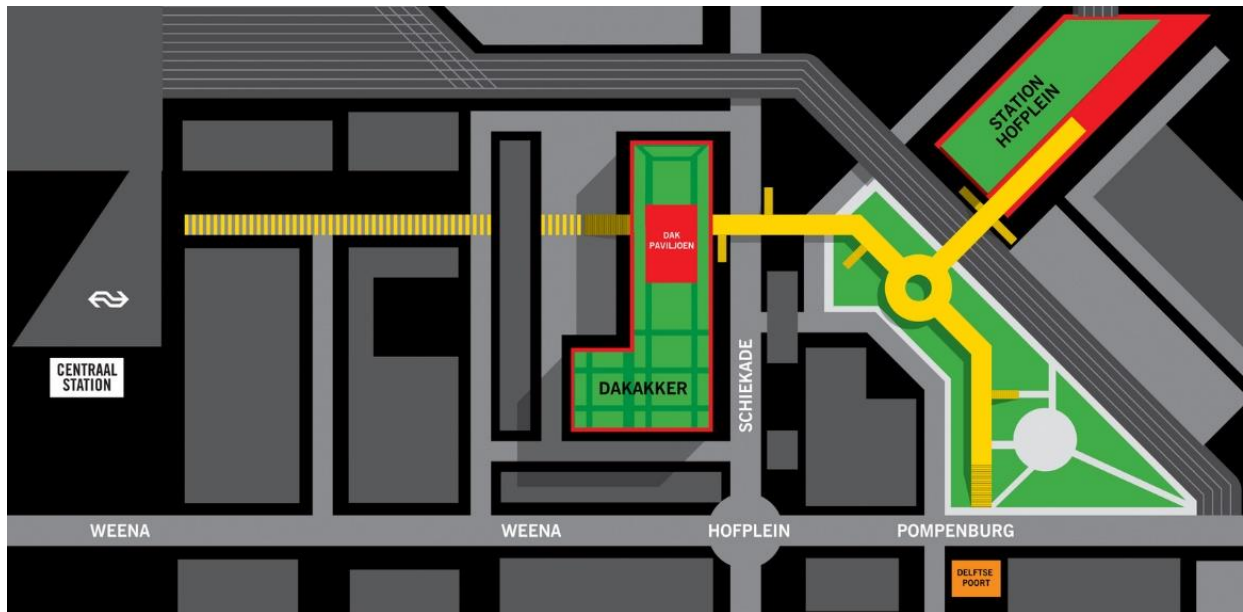 STATION
HOFPLEIN
DAK
PAVILJOEN
CENTRAAL
STATION
DAKAKKER
SCHIEKADE
WEENA
WEENA
HOFPLEIN
POMPENBURG
DELFTSE
POORT